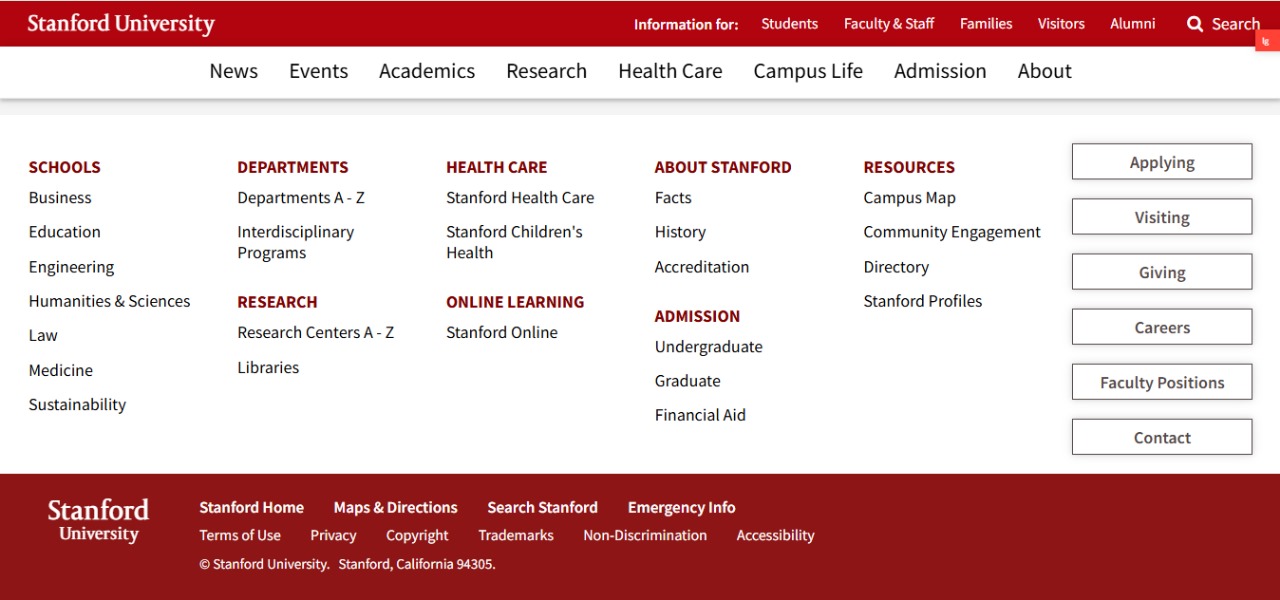 Stanford University
Information for: Students Faculty & Staff Families Visitors Alumni Search
News Events Academics Research Health Care Campus Life Admission About
SCHOOLS
Business
Education
Engineering
Humanities & Sciences
Law
Medicine
Sustainability
DEPARTMENTS
Departments A - Z
Interdisciplinary
Programs
RESEARCH
Research Centers A - Z
Libraries
HEALTH CARE
Stanford Health Care
Stanford Children's
Health
ONLINE LEARNING
Stanford Online
ABOUT STANFORD
Facts
History
Accreditation
ADMISSION
Undergraduate
Graduate
Financial Aid
RESOURCES
Campus Map
Community Engagement
Directory
Stanford Profiles
Applying
Visiting
Giving
Careers
Faculty Positions
Contact
Stanford
University
Stanford Home Maps & Directions Search Stanford Emergency Info
Terms of Use Privacy Copyright Trademarks Non-Discrimination Accessibility
© Stanford University. Stanford, California 94305.